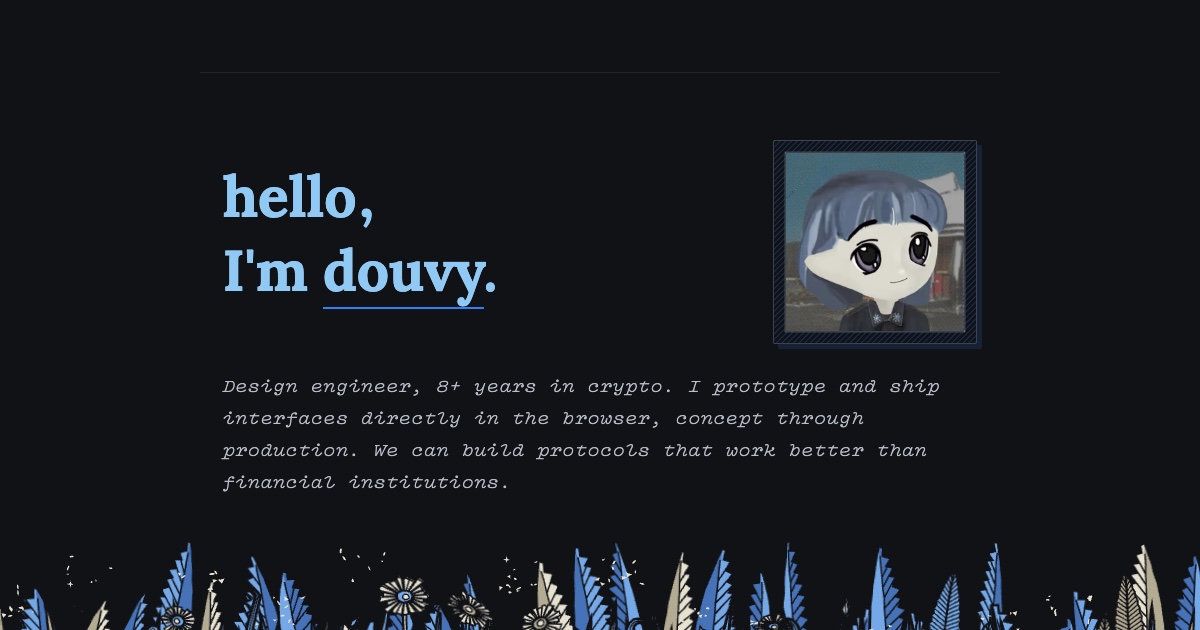 hello,
I'm douvy.
Design engineer, 8+ years in crypto. I prototype and ship
interfaces directly in the browser, concept through
production. We can build protocols that work better than
financial institutions.